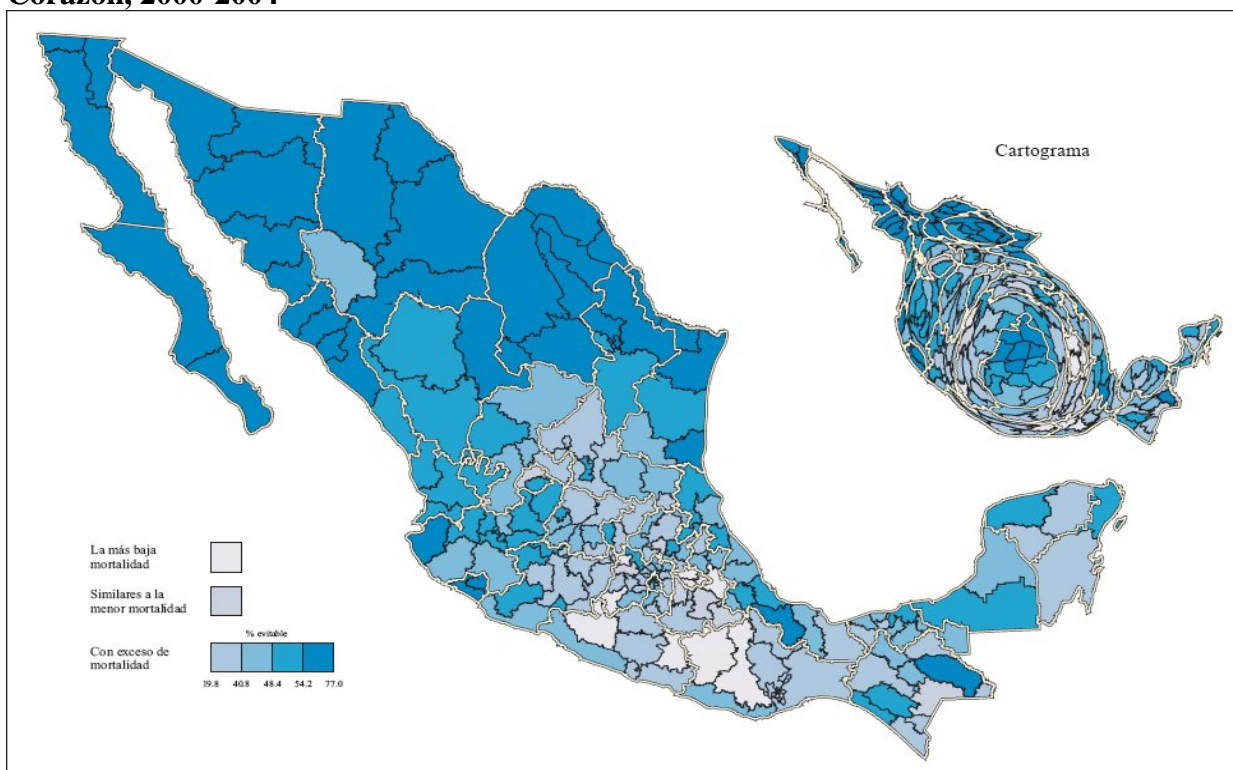 Corazón, 2000-2004
Cartograma
La más baja
mortalidad
Similares a la
menor mortalidad
% evitable
Con exceso de
mortalidad
19.8 40.8 48.4 54.2 77.0